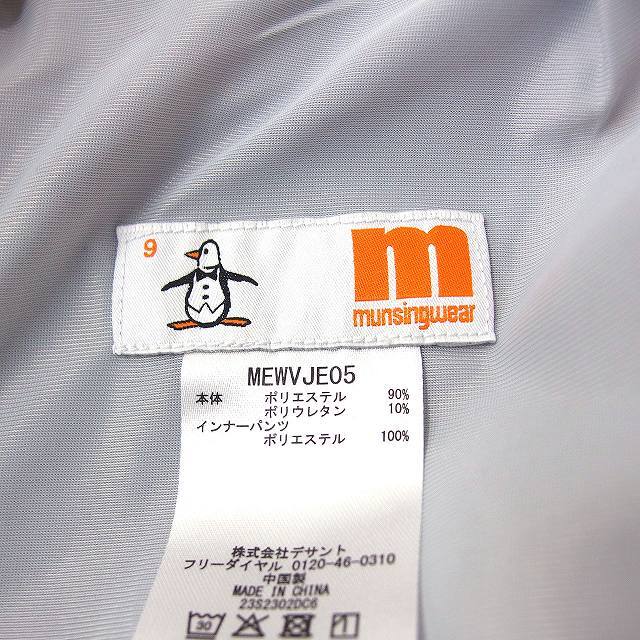 9
m
munsingwear
MEWVJE05
本体 ポリエステル 90%
ポリウレタン 10%
インナーパンツ
ポリエステル 100%
株式会社デサント
フリーダイヤル 0120-46-0310
中国製
MADE IN CHINA
23S2302DC6
30